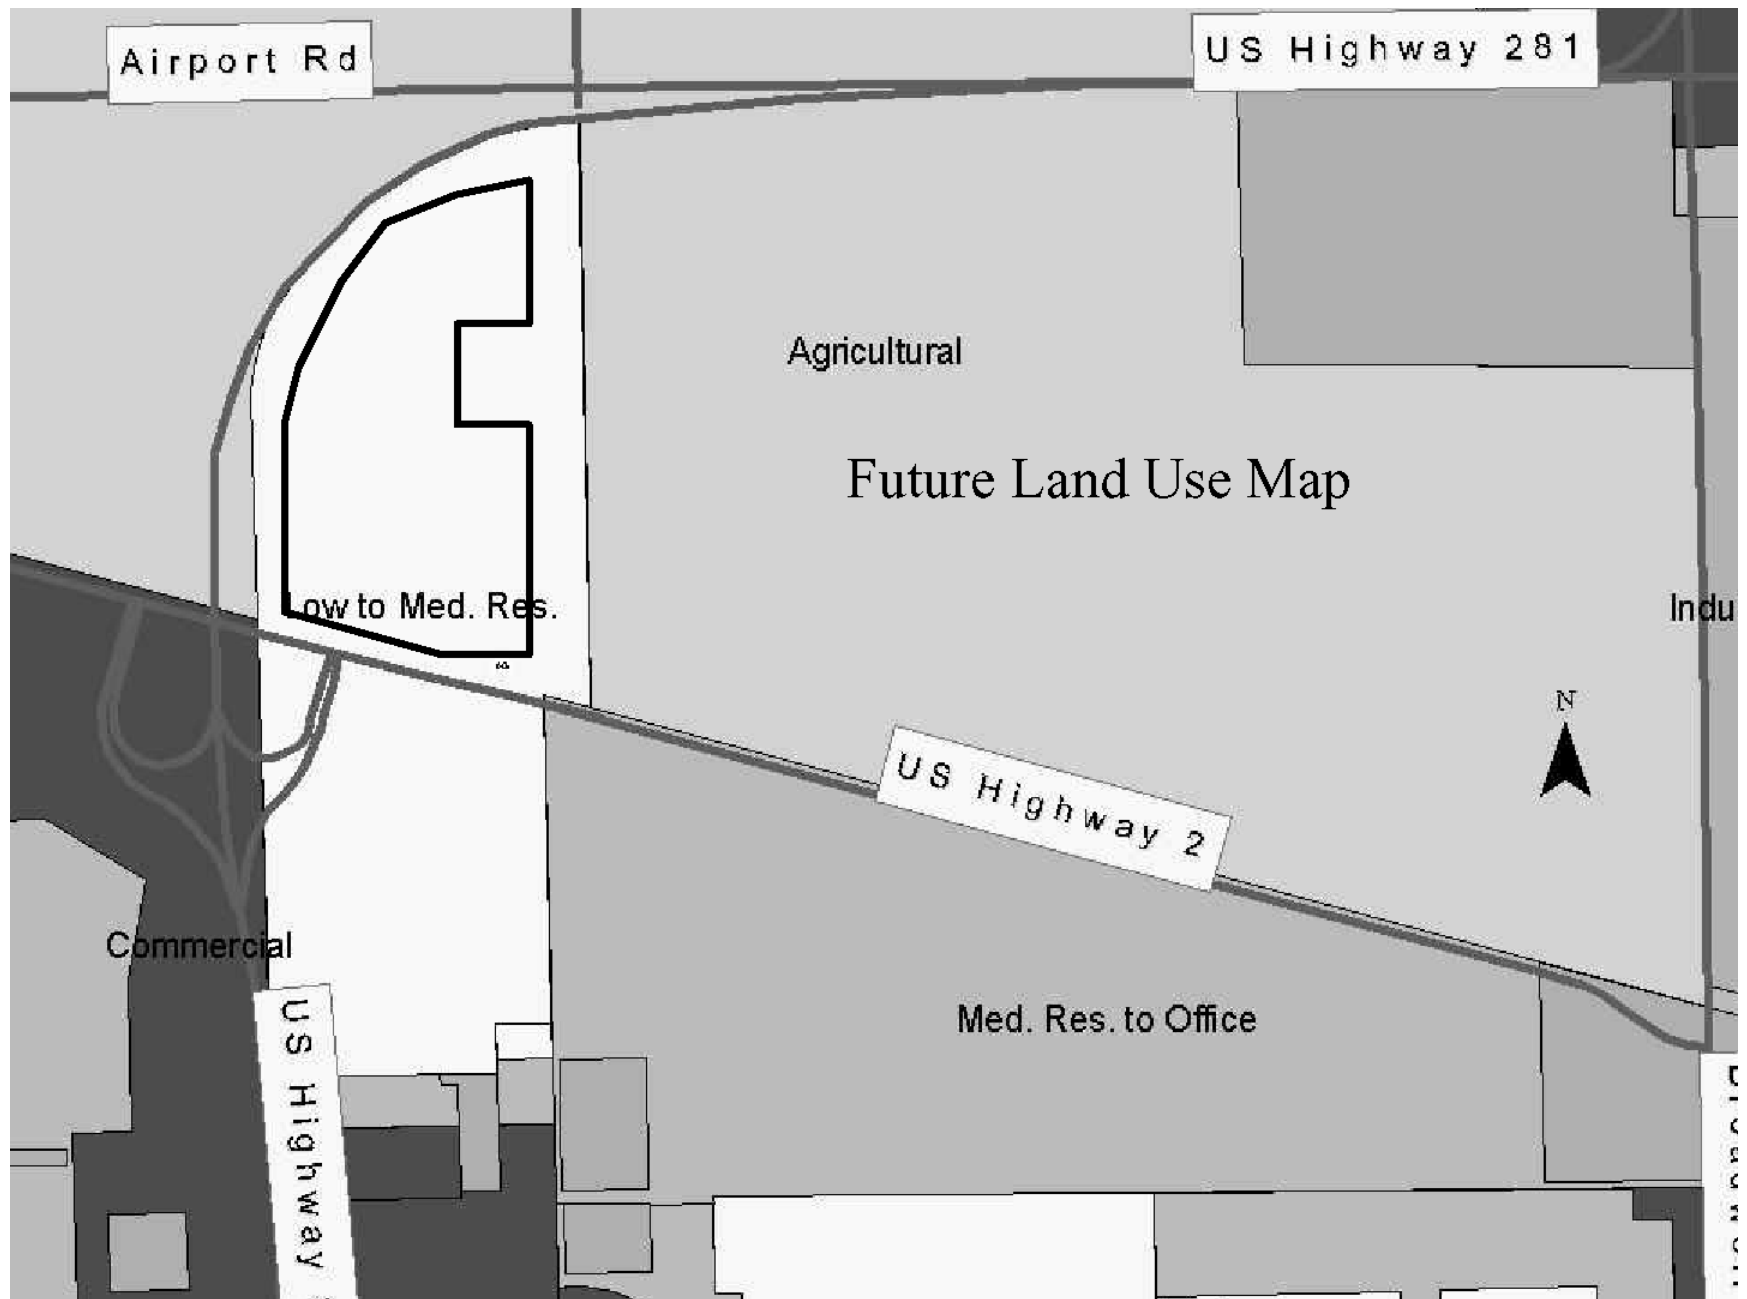 Airport Rd
US Highway 281
Agricultural
Future Land Use Map
Low to Med. Res.
Indu
N
US Highway 2
Commercial
Med. Res. to Office
US Highway
Broadwell